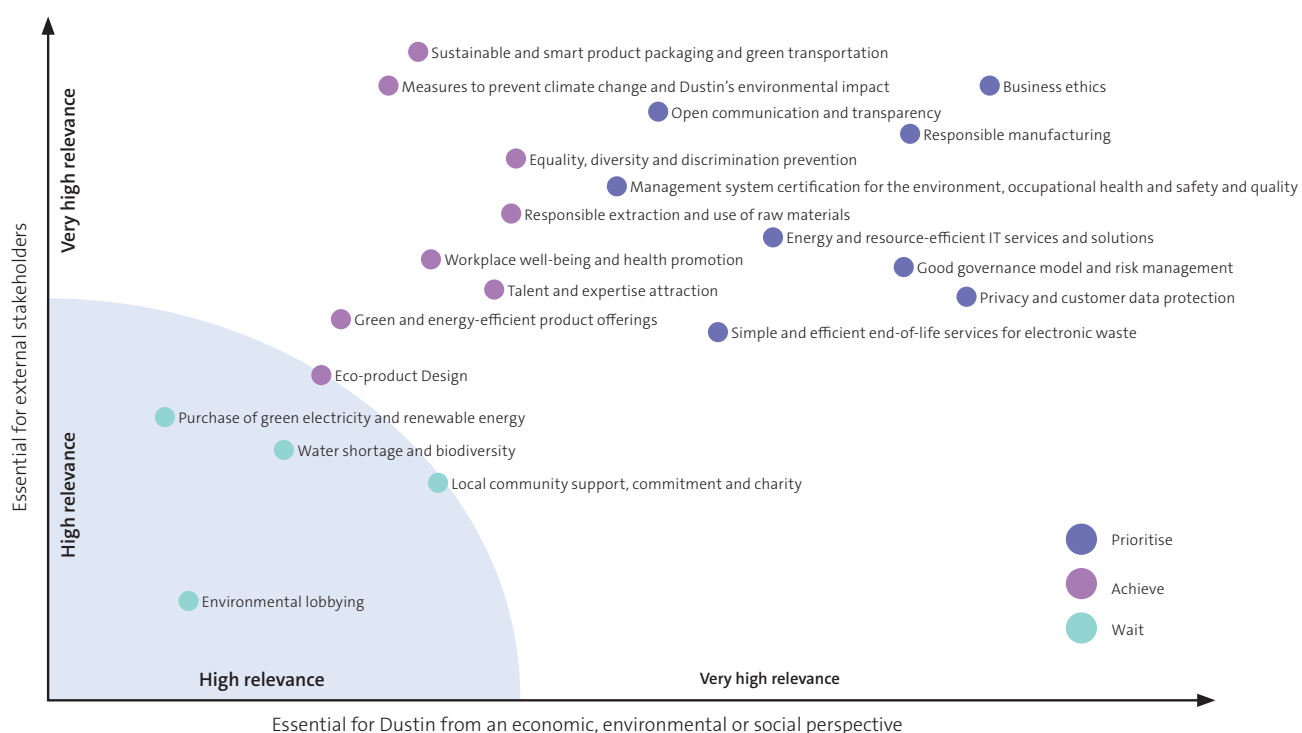 Sustainable and smart product packaging and green transportation
Measures to prevent climate change and Dustin’s environmental impact
Business ethics
Open communication and transparency
Responsible manufacturing
Equality, diversity and discrimination prevention
Management system certification for the environment, occupational health and safety and quality
Responsible extraction and use of raw materials
Energy and resource-efficient IT services and solutions
Workplace well-being and health promotion
Good governance model and risk management
Talent and expertise attraction
Privacy and customer data protection
Green and energy-efficient product offerings
Simple and efficient end-of-life services for electronic waste
Eco-product Design
Purchase of green electricity and renewable energy
Water shortage and biodiversity
Local community support, commitment and charity
Environmental lobbying
Very high relevance
High relevance
Essential for external stakeholders
Prioritise
Achieve
Wait
High relevance
Very high relevance
Essential for Dustin from an economic, environmental or social perspective